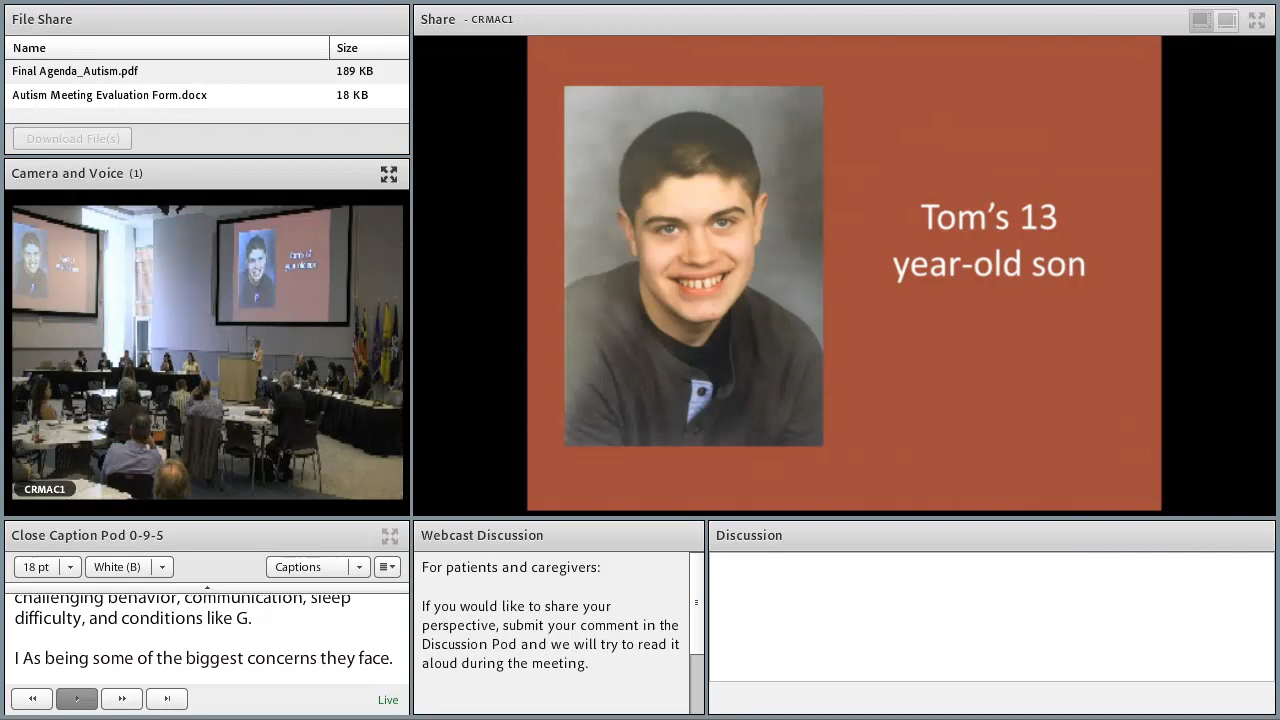 File Share
Name
Size
Final Agenda_Autism.pdf
189 KB
Autism Meeting Evaluation Form.docx
18 KB
Download File(s)
Camera and Voice (1)
CRMAC1
Share - CRMAC1
Tom's 13
year-old son
Close Caption Pod 0-9-5
18 pt
White (B)
Captions
challenging behavior, communication, sleep
difficulty, and conditions like G.
I As being some of the biggest concerns they face.
Live
Webcast Discussion
For patients and caregivers:
If you would like to share your
perspective, submit your comment in the
Discussion Pod and we will try to read it
aloud during the meeting.
Discussion